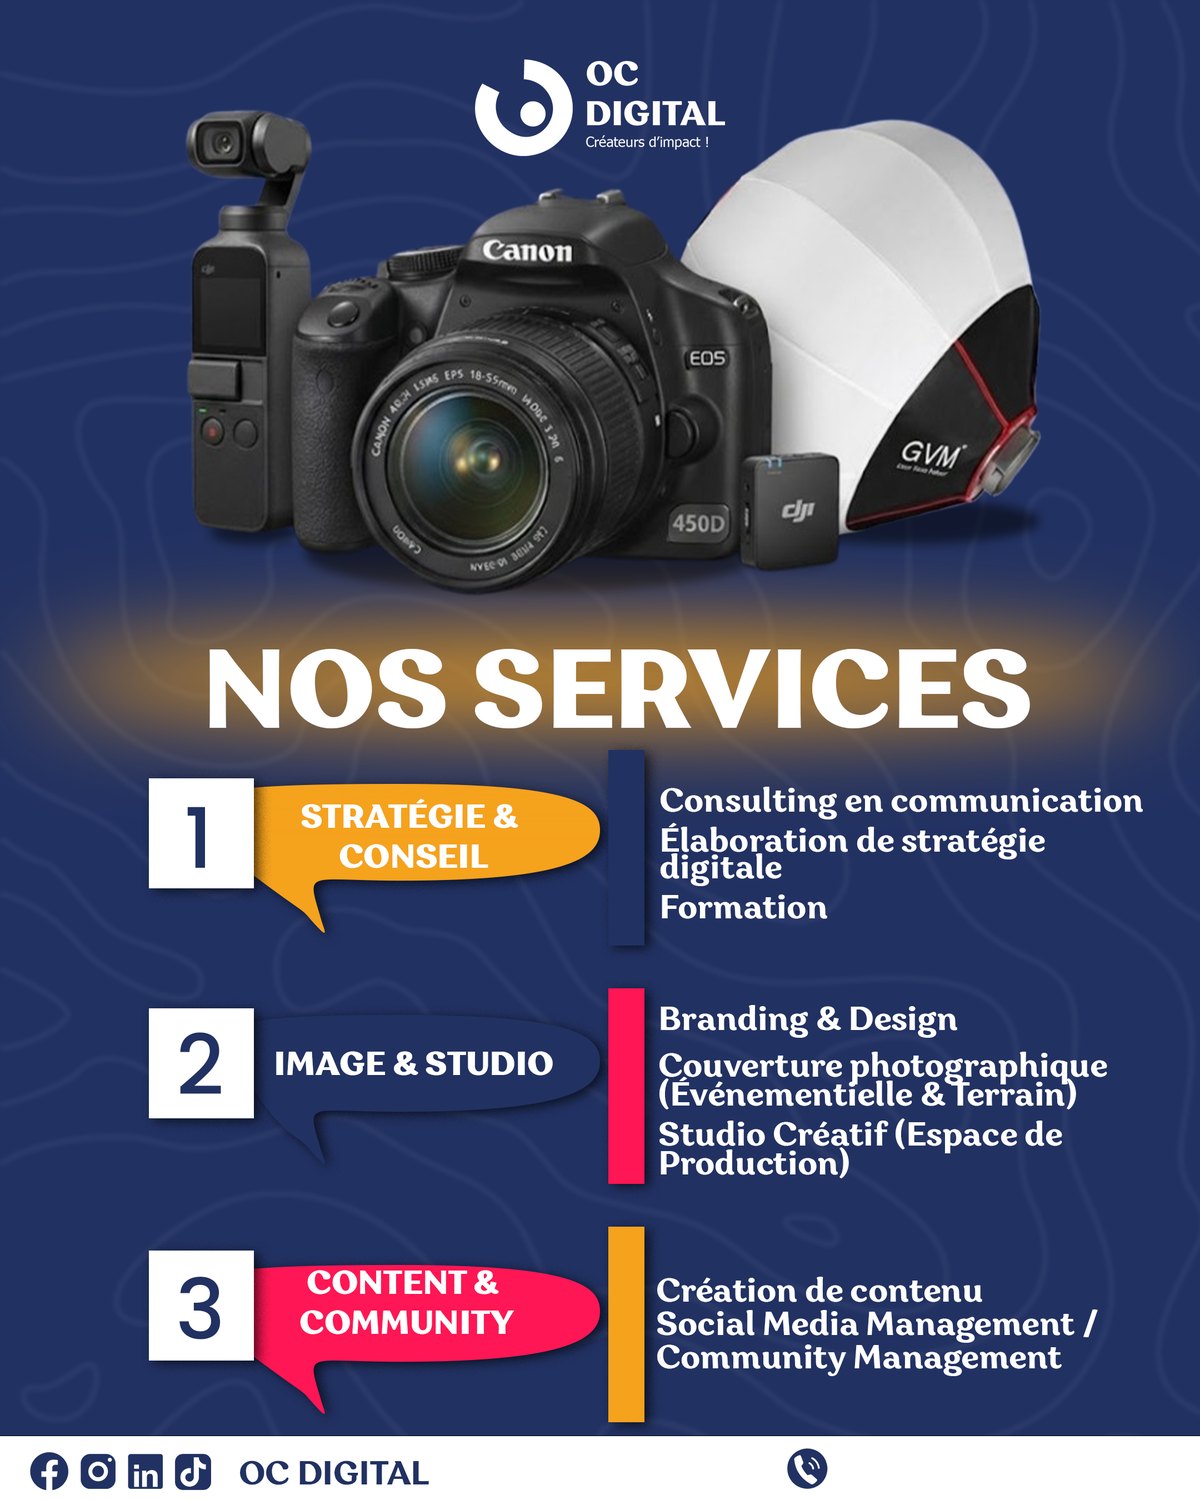 OC
DIGITAL
Créateurs d'impact !
Canon
EOS
450D
dji
GVM
NOS SERVICES
1
STRATÉGIE &
CONSEIL
Consulting en communication
Élaboration de stratégie
digitale
Formation
2
IMAGE & STUDIO
Branding & Design
Couverture photographique
(Événementielle & Terrain)
Studio Créatif (Espace de
Production)
3
CONTENT &
COMMUNITY
Création de contenu
Social Media Management /
Community Management
OC DIGITAL